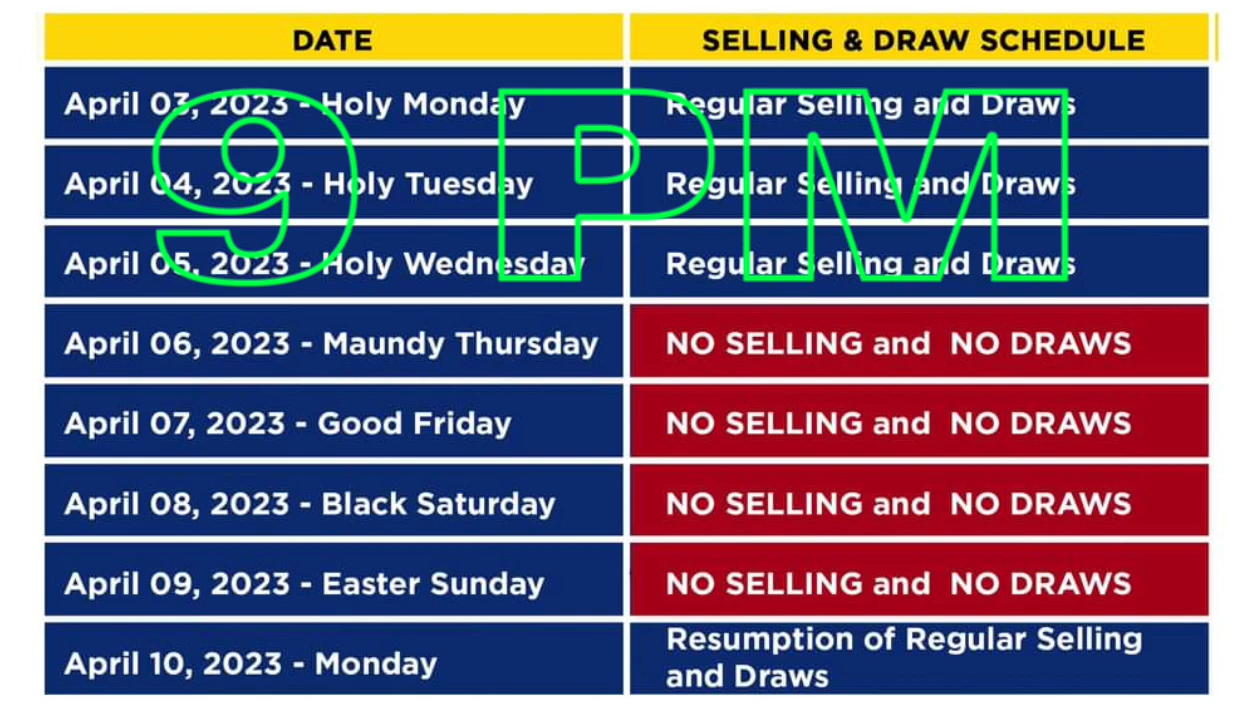 DATE SELLING & DRAW SCHEDULE
April 03, 2023 - Holy Monday Regular Selling and Draws
April 04, 2023 - Holy Tuesday Regular Selling and Draws
April 05, 2023 - Holy Wednesday Regular Selling and Draws
9 PM
April 06, 2023 - Maundy Thursday NO SELLING and NO DRAWS
April 07, 2023 - Good Friday NO SELLING and NO DRAWS
April 08, 2023 - Black Saturday NO SELLING and NO DRAWS
April 09, 2023 - Easter Sunday NO SELLING and NO DRAWS
April 10, 2023 - Monday Resumption of Regular Selling
and Draws